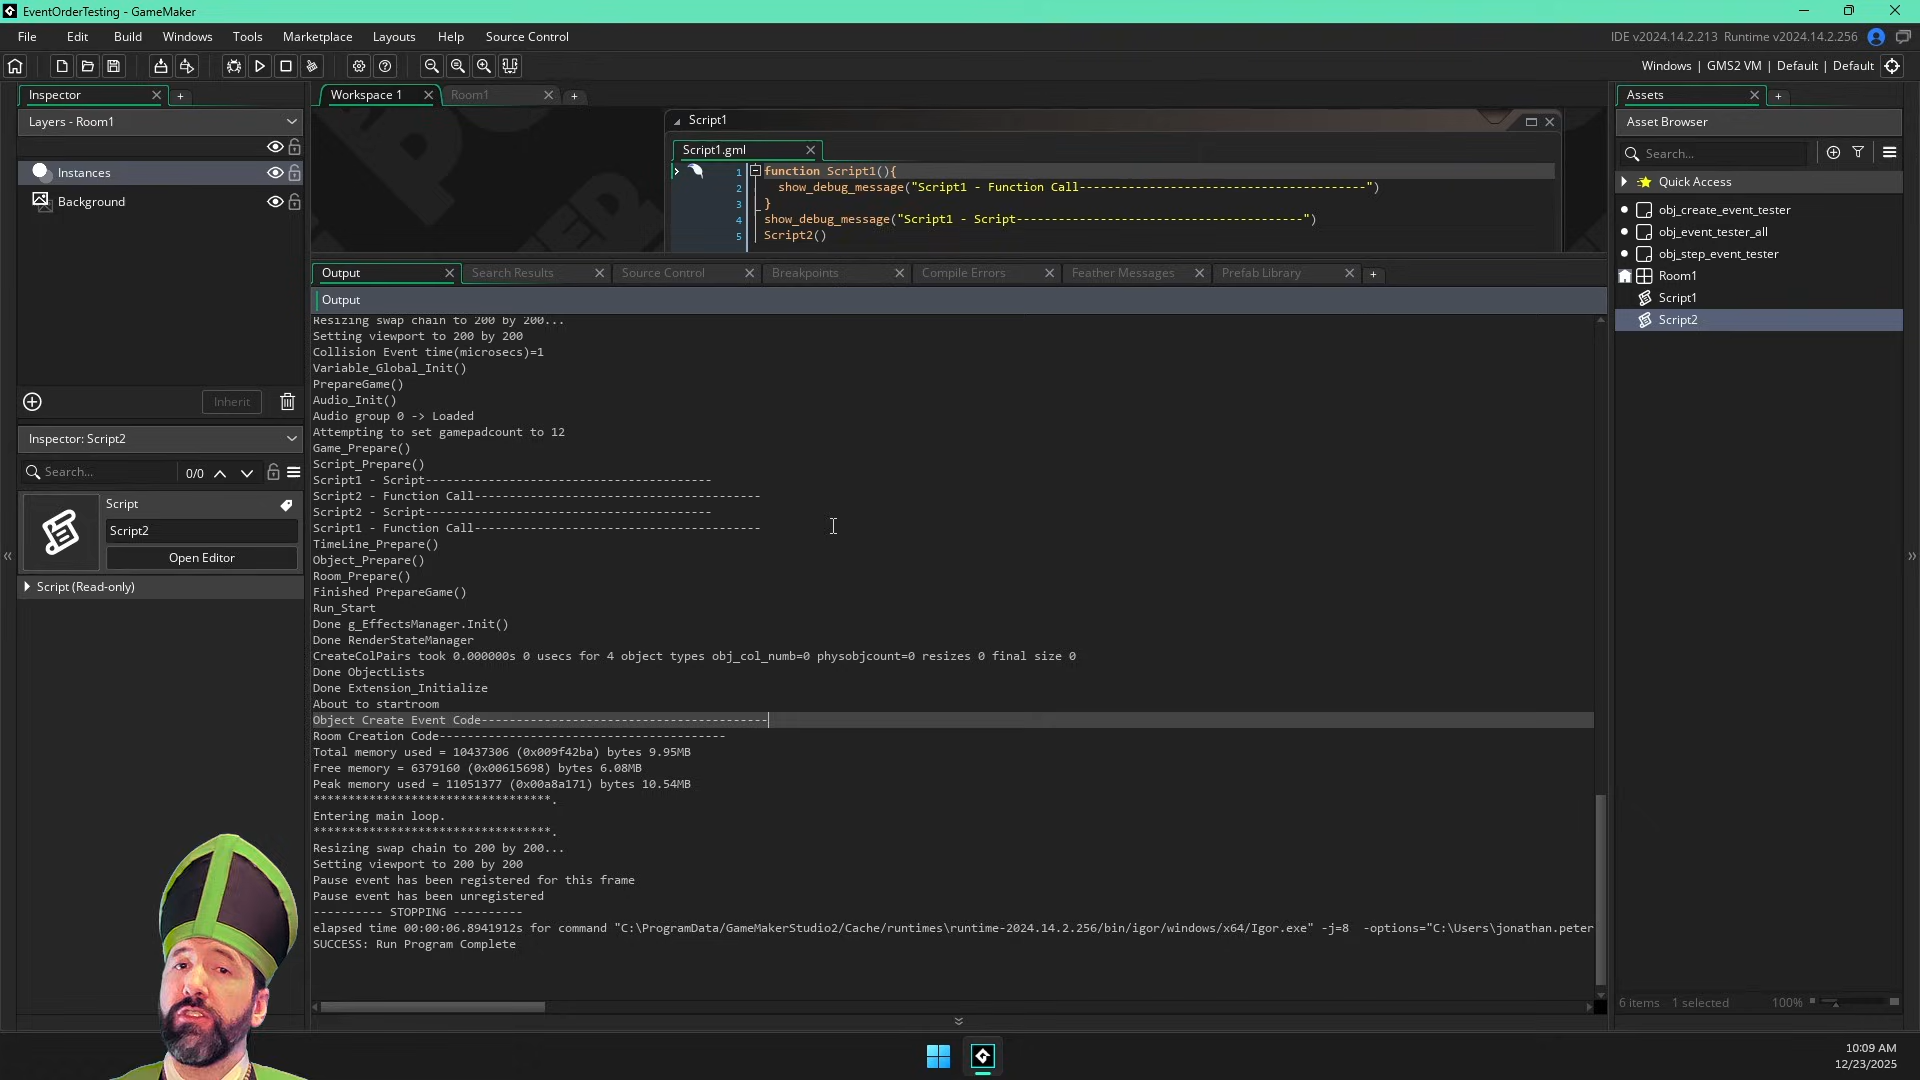 EventOrderTesting - GameMaker
File Edit Build Windows Tools Marketplace Layouts Help Source Control
IDE v2024.14.2.213 Runtime v2024.14.2.256
Windows | GMS2 VM | Default | Default
Inspector
Layers - Room1
Instances
Background
Inherit
Inspector: Script2
Search... 0/0
Script
Script2
Open Editor
Script (Read-only)
Workspace 1
Room1
Script1
Script1.gml
1 function Script1(){
2 show_debug_message("Script1 - Function Call-----------------------------------------")
3 }
4 show_debug_message("Script1 - Script-----------------------------------------")
5 Script2()
Output Search Results Source Control Breakpoints Compile Errors Feather Messages Prefab Library
Output
Resizing swap chain to 200 by 200...
Setting viewport to 200 by 200
Collision Event time(microsecs)=1
Variable_Global_Init()
PrepareGame()
Audio_Init()
Audio group 0 -> Loaded
Attempting to set gamepadcount to 12
Game_Prepare()
Script_Prepare()
Script1 - Script-----------------------------------------
Script2 - Function Call-----------------------------------------
Script2 - Script-----------------------------------------
Script1 - Function Call-----------------------------------------
TimeLine_Prepare()
Object_Prepare()
Room_Prepare()
Finished PrepareGame()
Run_Start
Done g_EffectsManager.Init()
Done RenderStateManager
CreateColPairs took 0.000000s 0 usecs for 4 object types obj_col_numb=0 physobjcount=0 resizes 0 final size 0
Done ObjectLists
Done Extension_Initialize
About to startroom
Object Create Event Code-----------------------------------------
Room Creation Code-----------------------------------------
Total memory used = 10437306 (0x009f42ba) bytes 9.95MB
Free memory = 6379160 (0x00615698) bytes 6.08MB
Peak memory used = 11051377 (0x00a8a171) bytes 10.54MB
**********************************.
Entering main loop.
**********************************.
Resizing swap chain to 200 by 200...
Setting viewport to 200 by 200
Pause event has been registered for this frame
Pause event has been unregistered
---------- STOPPING ----------
elapsed time 00:00:06.8941912s for command "C:\ProgramData/GameMakerStudio2/Cache/runtimes\runtime-2024.14.2.256/bin/igor/windows/x64/Igor.exe" -j=8  -options="C:\Users\jonathan.peter
SUCCESS: Run Program Complete
Assets
Asset Browser
Search...
Quick Access
obj_create_event_tester
obj_event_tester_all
obj_step_event_tester
Room1
Script1
Script2
6 items 1 selected 100%
10:09 AM
12/23/2025